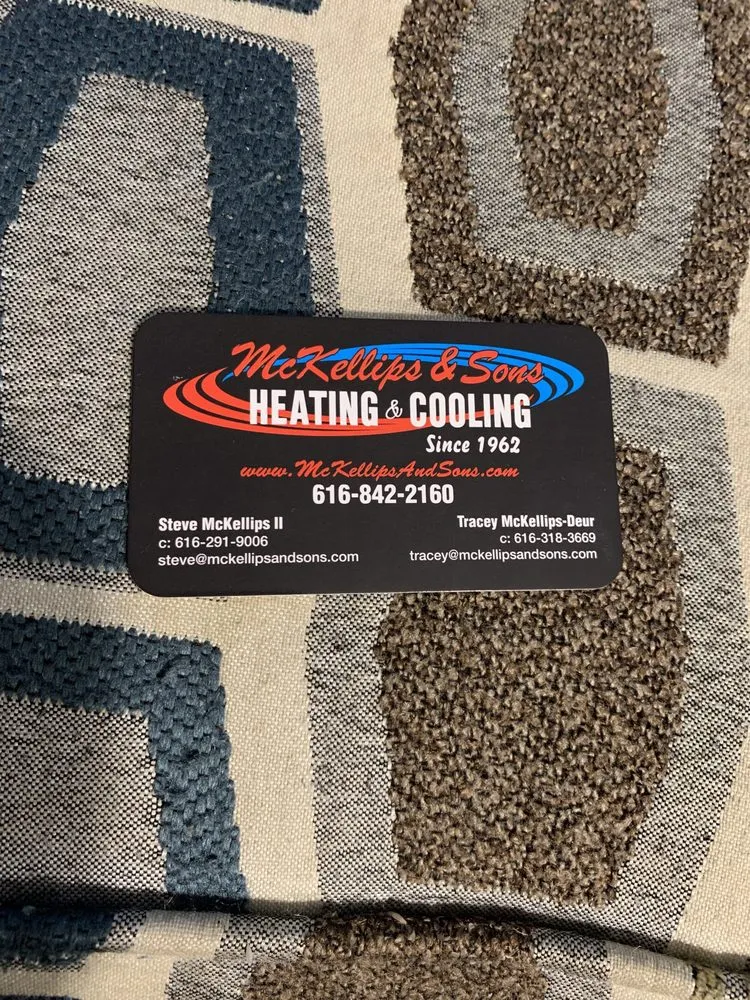 McKellips & Sons
HEATING & COOLING
Since 1962
www.McKellipsAndSons.com
616-842-2160
Steve McKellips II
c: 616-291-9006
steve@mckellipsandsons.com
Tracey McKellips-Deur
c: 616-318-3669
tracey@mckellipsandsons.com